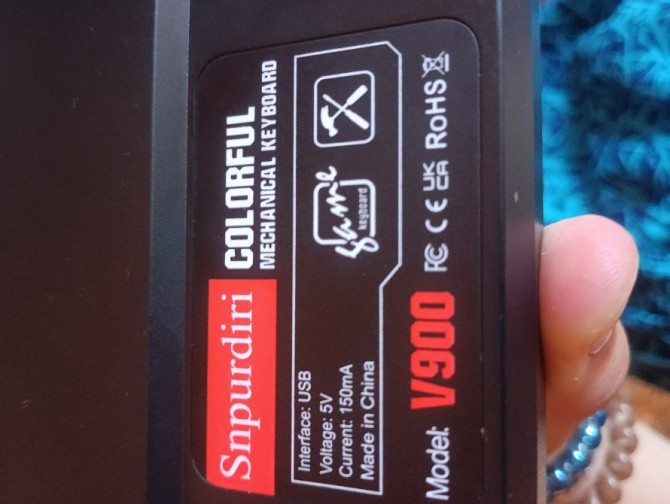 Snpurdiri
COLORFUL
MECHANICAL KEYBOARD
Interface: USB
Voltage: 5V
Current: 150mA
Made in China
game
keyboard
Model: V900
FC CE UK
CA RoHS